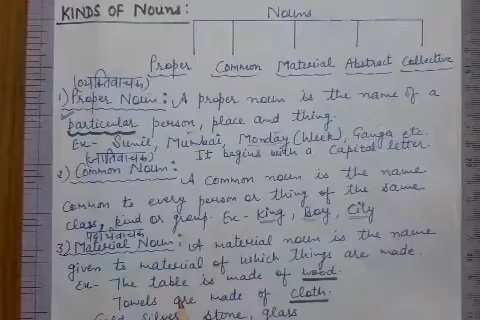 KINDS OF Nouns:
Nouns
Proper Common Material Abstract Collective
(व्यक्तिवाचक)
1) Proper Noun: A proper noun is the name of a
particular person, place and thing.
Ex- Sunil, Mumbai, Monday (Week), Ganga etc.
(जातिवाचक) It begins with a capital letter.
2) Common Noun: A common noun is the name
common to every person or thing of the same
class, kind or group. Ex- King, Boy, City
पदार्थवाचक
3) Material Noun: A material noun is the name
given to material of which things are made.
Ex- The table is made of wood.
Towels are made of cloth.
Gold, Silver, stone, glass